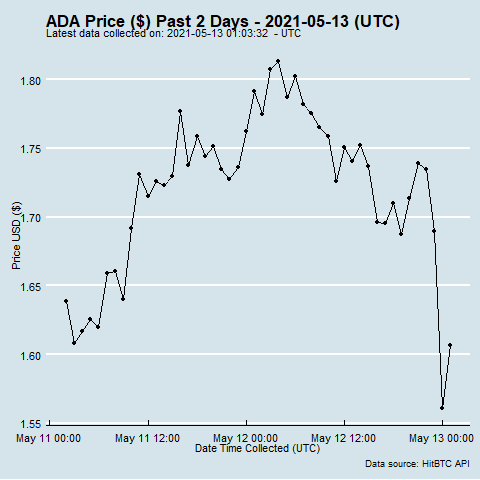 ADA Price ($) Past 2 Days - 2021-05-13 (UTC)
Latest data collected on: 2021-05-13 01:03:32 - UTC
1.80
1.75
1.70
1.65
1.60
1.55
Price USD ($)
May 11 00:00 May 11 12:00 May 12 00:00 May 12 12:00 May 13 00:00
Date Time Collected (UTC)
Data source: HitBTC API